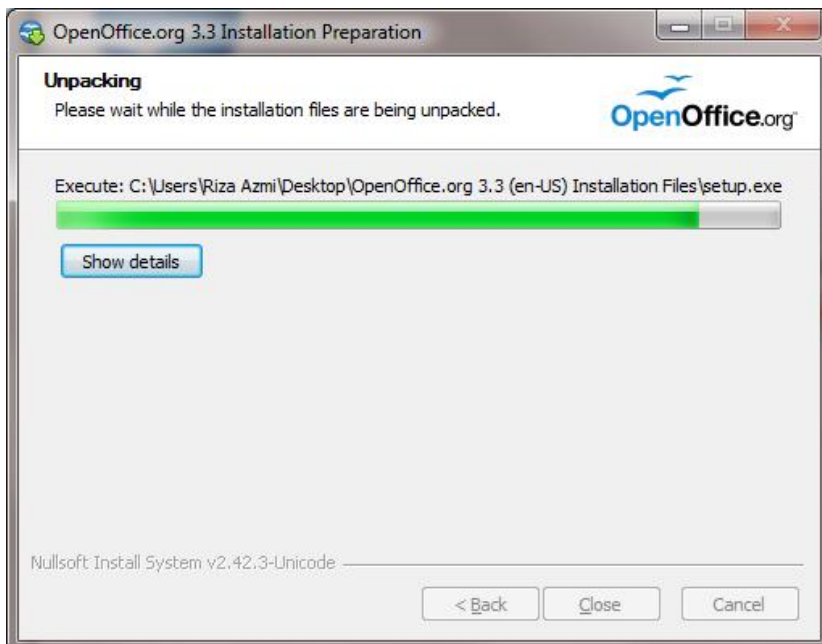 OpenOffice.org 3.3 Installation Preparation
Unpacking
Please wait while the installation files are being unpacked.
OpenOffice.org
Execute: C:\Users\Riza Azmi\Desktop\OpenOffice.org 3.3 (en-US) Installation Files\setup.exe
Show details
Nullsoft Install System v2.42.3-Unicode
< Back Close Cancel